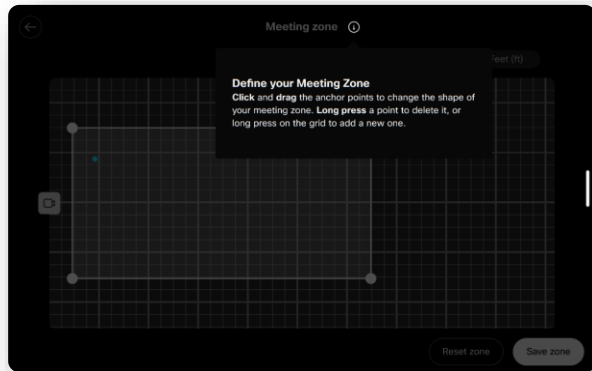 Meeting zone
Feet (ft)
Define your Meeting Zone
Click and drag the anchor points to change the shape of
your meeting zone. Long press a point to delete it, or
long press on the grid to add a new one.
Reset zone
Save zone